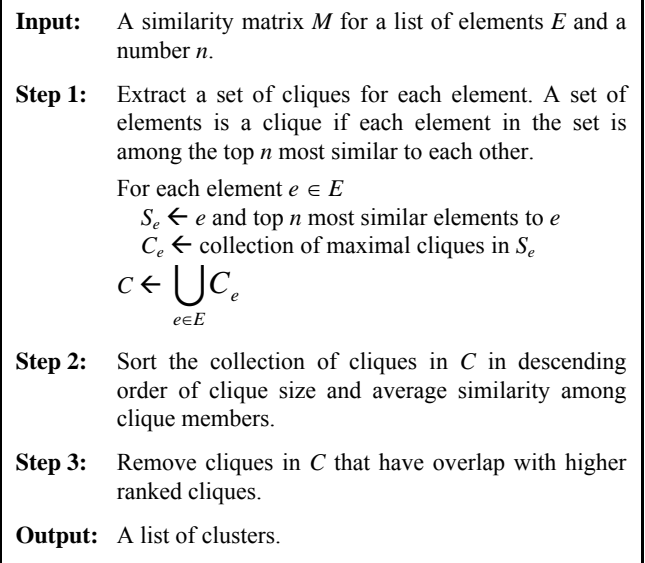 Input: A similarity matrix M for a list of elements E and a
number n.
Step 1: Extract a set of cliques for each element. A set of
elements is a clique if each element in the set is
among the top n most similar to each other.
For each element e ∈ E
S_e ← e and top n most similar elements to e
C_e ← collection of maximal cliques in S_e
C ← ⋃ C_e
e∈E
Step 2: Sort the collection of cliques in C in descending
order of clique size and average similarity among
clique members.
Step 3: Remove cliques in C that have overlap with higher
ranked cliques.
Output: A list of clusters.